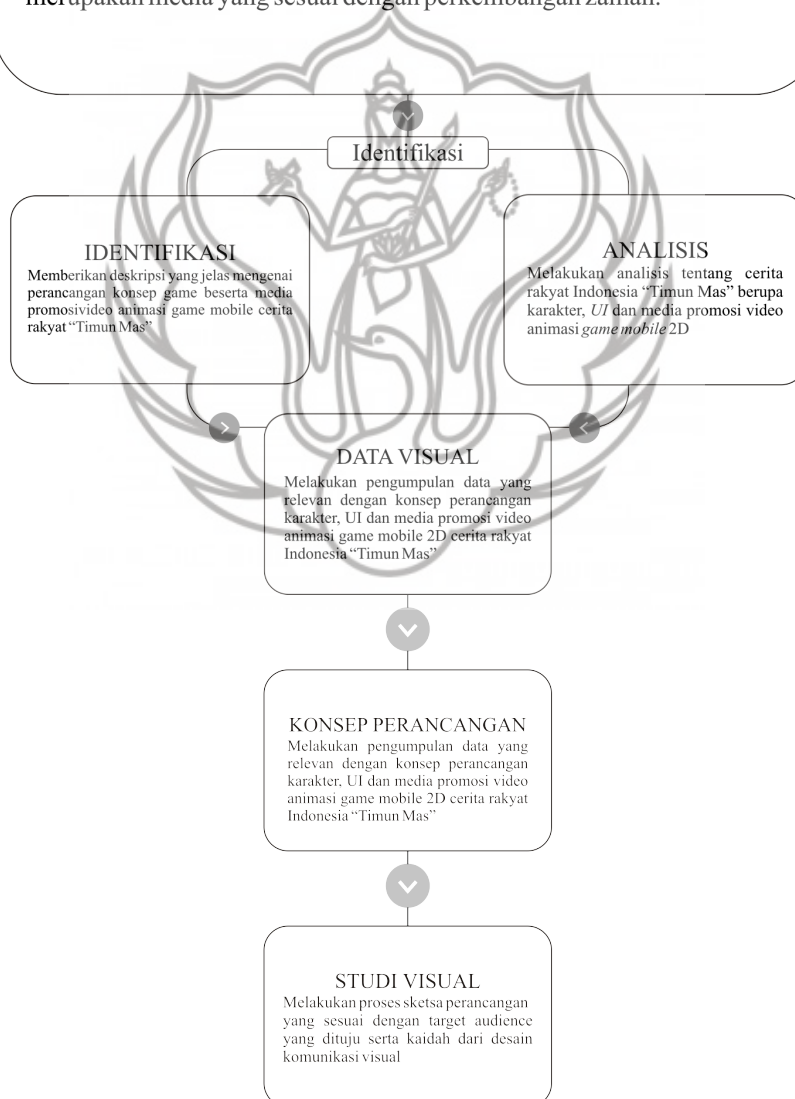 merupakan media yang sesuai dengan perkembangan zaman.
Identifikasi
IDENTIFIKASI
Memberikan deskripsi yang jelas mengenai
perancangan konsep game beserta media
promosivideo animasi game mobile cerita
rakyat “Timun Mas”
ANALISIS
Melakukan analisis tentang cerita
rakyat Indonesia “Timun Mas” berupa
karakter, UI dan media promosi video
animasi game mobile 2D
DATA VISUAL
Melakukan pengumpulan data yang
relevan dengan konsep perancangan
karakter, UI dan media promosi video
animasi game mobile 2D cerita rakyat
Indonesia “Timun Mas”
KONSEP PERANCANGAN
Melakukan pengumpulan data yang
relevan dengan konsep perancangan
karakter, UI dan media promosi video
animasi game mobile 2D cerita rakyat
Indonesia “Timun Mas”
STUDI VISUAL
Melakukan proses sketsa perancangan
yang sesuai dengan target audience
yang dituju serta kaidah dari desain
komunikasi visual